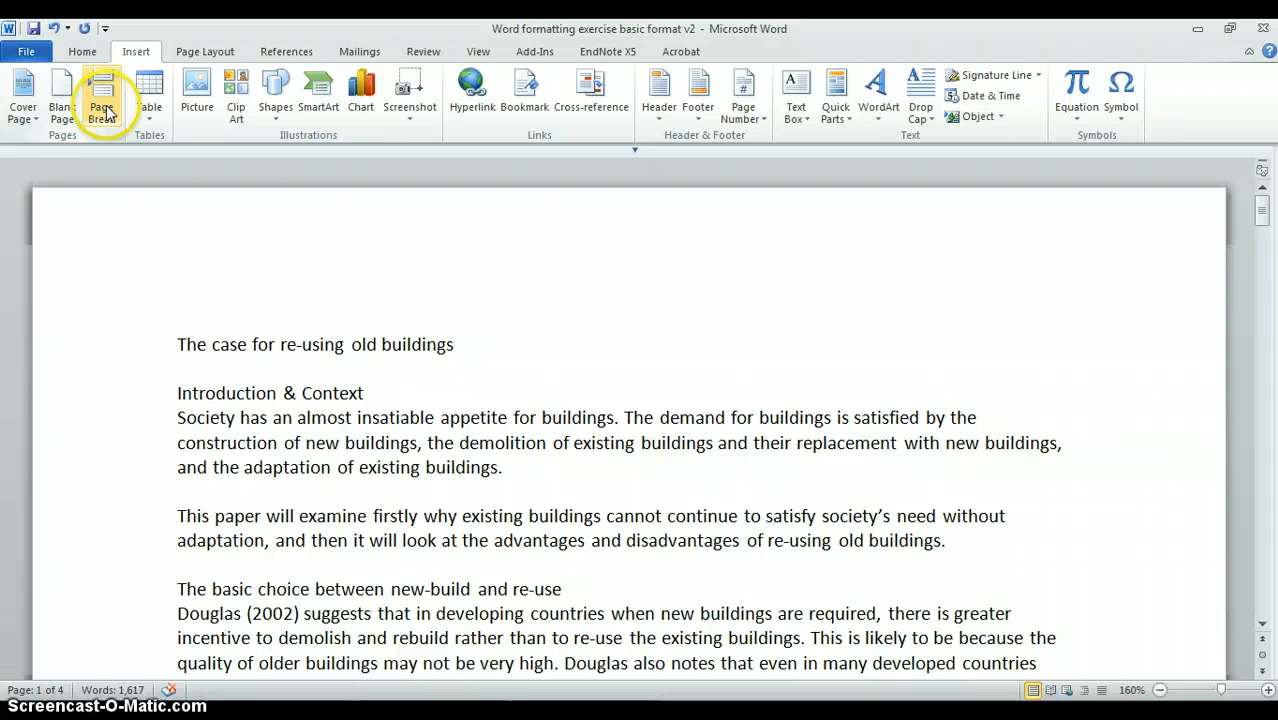 Word formatting exercise basic format v2 - Microsoft Word
File Home Insert Page Layout References Mailings Review View Add-Ins EndNote X5 Acrobat
Cover Page Blank Page Page Break Table Picture Clip Art Shapes SmartArt Chart Screenshot Hyperlink Bookmark Cross-reference Header Footer Page Number Text Box Quick Parts WordArt Drop Cap Signature Line Date & Time Object Equation Symbol
Pages Tables Illustrations Links Header & Footer Text Symbols
The case for re-using old buildings
Introduction & Context
Society has an almost insatiable appetite for buildings. The demand for buildings is satisfied by the
construction of new buildings, the demolition of existing buildings and their replacement with new buildings,
and the adaptation of existing buildings.
This paper will examine firstly why existing buildings cannot continue to satisfy society's need without
adaptation, and then it will look at the advantages and disadvantages of re-using old buildings.
The basic choice between new-build and re-use
Douglas (2002) suggests that in developing countries when new buildings are required, there is greater
incentive to demolish and rebuild rather than to re-use the existing buildings. This is likely to be because the
quality of older buildings may not be very high. Douglas also notes that even in many developed countries
Page: 1 of 4 Words: 1,617 160%
Screencast-O-Matic.com